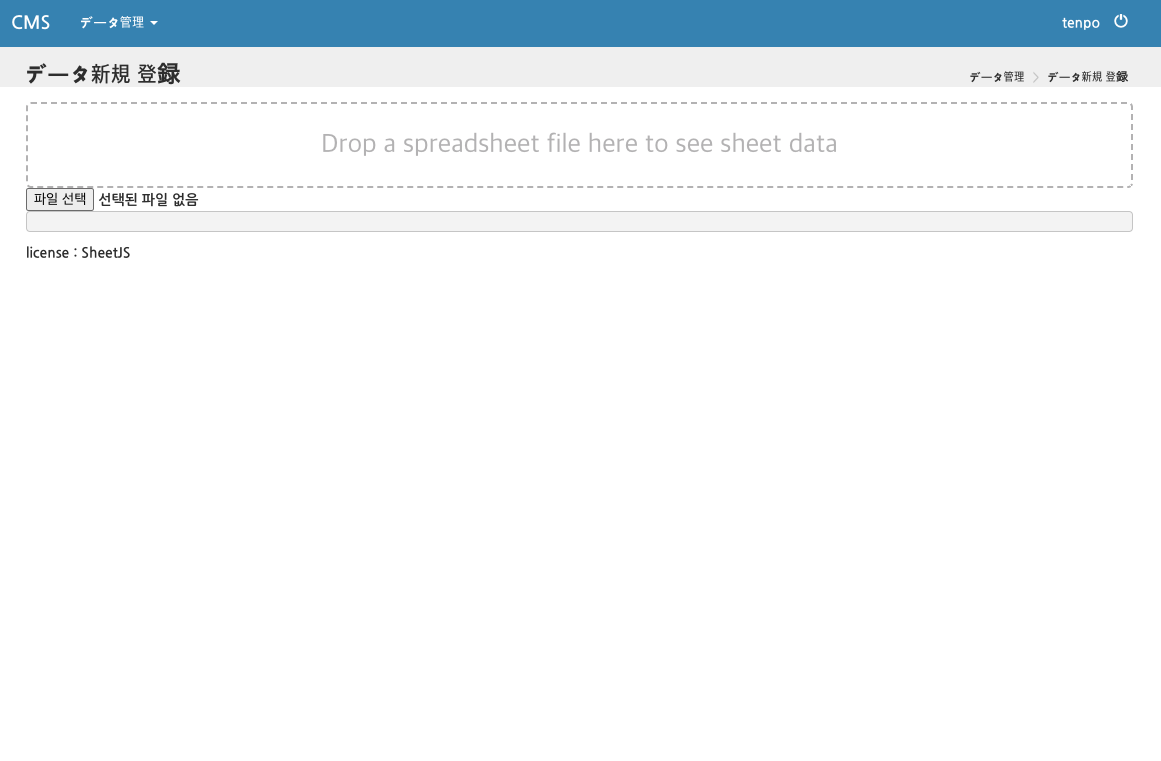 CMS データ管理 tenpo
データ新規 登録 データ管理 データ新規 登録
Drop a spreadsheet file here to see sheet data
파일 선택 선택된 파일 없음
license : SheetJS